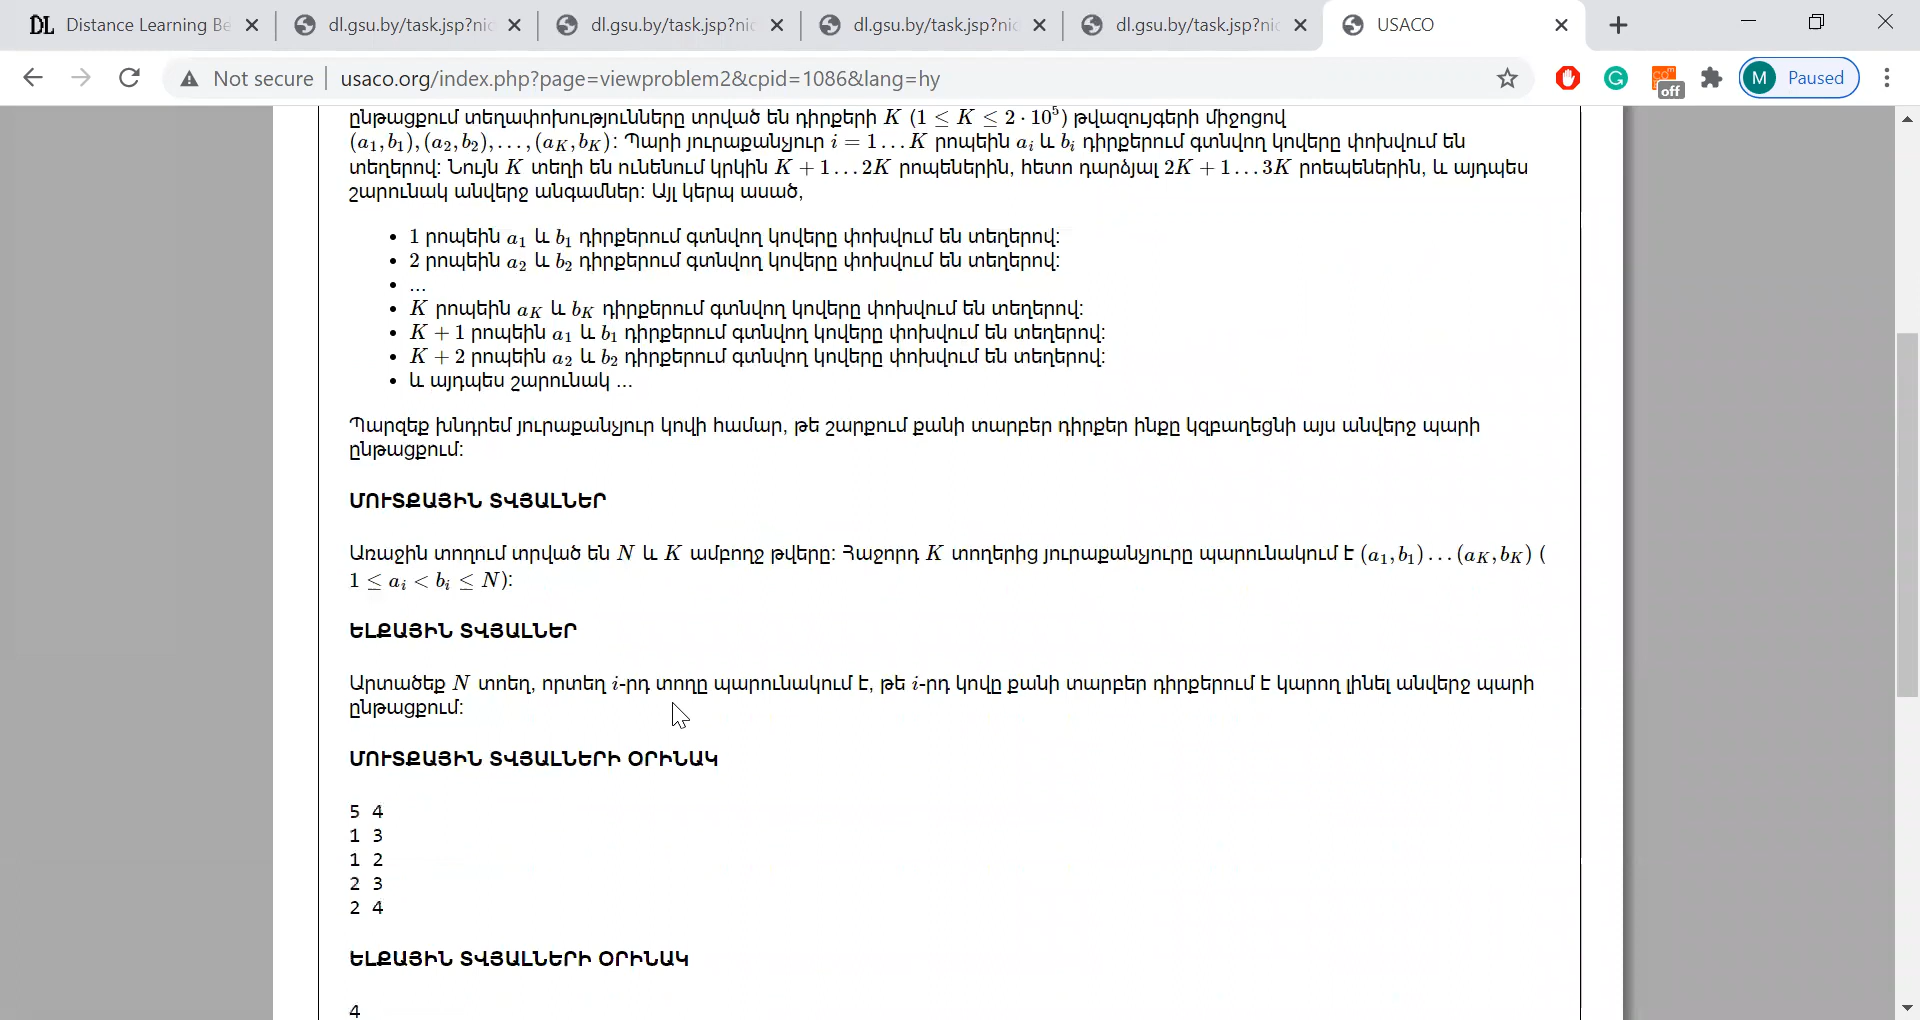 DL Distance Learning Be
dl.gsu.by/task.jsp?nic
dl.gsu.by/task.jsp?nic
dl.gsu.by/task.jsp?nic
dl.gsu.by/task.jsp?nic
USACO
Not secure usaco.org/index.php?page=viewproblem2&cpid=1086&lang=hy off M Paused
ընթացքում տեղափոխությունները տրված են դիրքերի K (1 ≤ K ≤ 2 · 10⁵) թվազույգերի միջոցով
(a₁, b₁), (a₂, b₂), . . . , (a_K, b_K): Պարի յուրաքանչյուր i = 1 . . . K րոպեին aᵢ և bᵢ դիրքերում գտնվող կովերը փոխվում են
տեղերով: Նույն K տեղի են ունենում կրկին K + 1 . . . 2K րոպեներին, հետո դարձյալ 2K + 1 . . . 3K րոեպեներին, և այդպես
շարունակ անվերջ անգամներ: Այլ կերպ ասած,
• 1 րոպեին a₁ և b₁ դիրքերում գտնվող կովերը փոխվում են տեղերով:
• 2 րոպեին a₂ և b₂ դիրքերում գտնվող կովերը փոխվում են տեղերով:
• ...
• K րոպեին a_K և b_K դիրքերում գտնվող կովերը փոխվում են տեղերով:
• K + 1 րոպեին a₁ և b₁ դիրքերում գտնվող կովերը փոխվում են տեղերով:
• K + 2 րոպեին a₂ և b₂ դիրքերում գտնվող կովերը փոխվում են տեղերով:
• և այդպես շարունակ ...
Պարզեք խնդրեմ յուրաքանչյուր կովի համար, թե շարքում քանի տարբեր դիրքեր ինքը կզբաղեցնի այս անվերջ պարի
ընթացքում:
ՄՈՒՏՔԱՅԻՆ ՏՎՅԱԼՆԵՐ
Առաջին տողում տրված են N և K ամբողջ թվերը: Հաջորդ K տողերից յուրաքանչյուրը պարունակում է (a₁, b₁) . . . (a_K, b_K) (
1 ≤ aᵢ < bᵢ ≤ N):
ԵԼՔԱՅԻՆ ՏՎՅԱԼՆԵՐ
Արտածեք N տոեղ, որտեղ i-րդ տողը պարունակում է, թե i-րդ կովը քանի տարբեր դիրքերում է կարող լինել անվերջ պարի
ընթացքում:
ՄՈՒՏՔԱՅԻՆ ՏՎՅԱԼՆԵՐԻ ՕՐԻՆԱԿ
5 4
1 3
1 2
2 3
2 4
ԵԼՔԱՅԻՆ ՏՎՅԱԼՆԵՐԻ ՕՐԻՆԱԿ
4